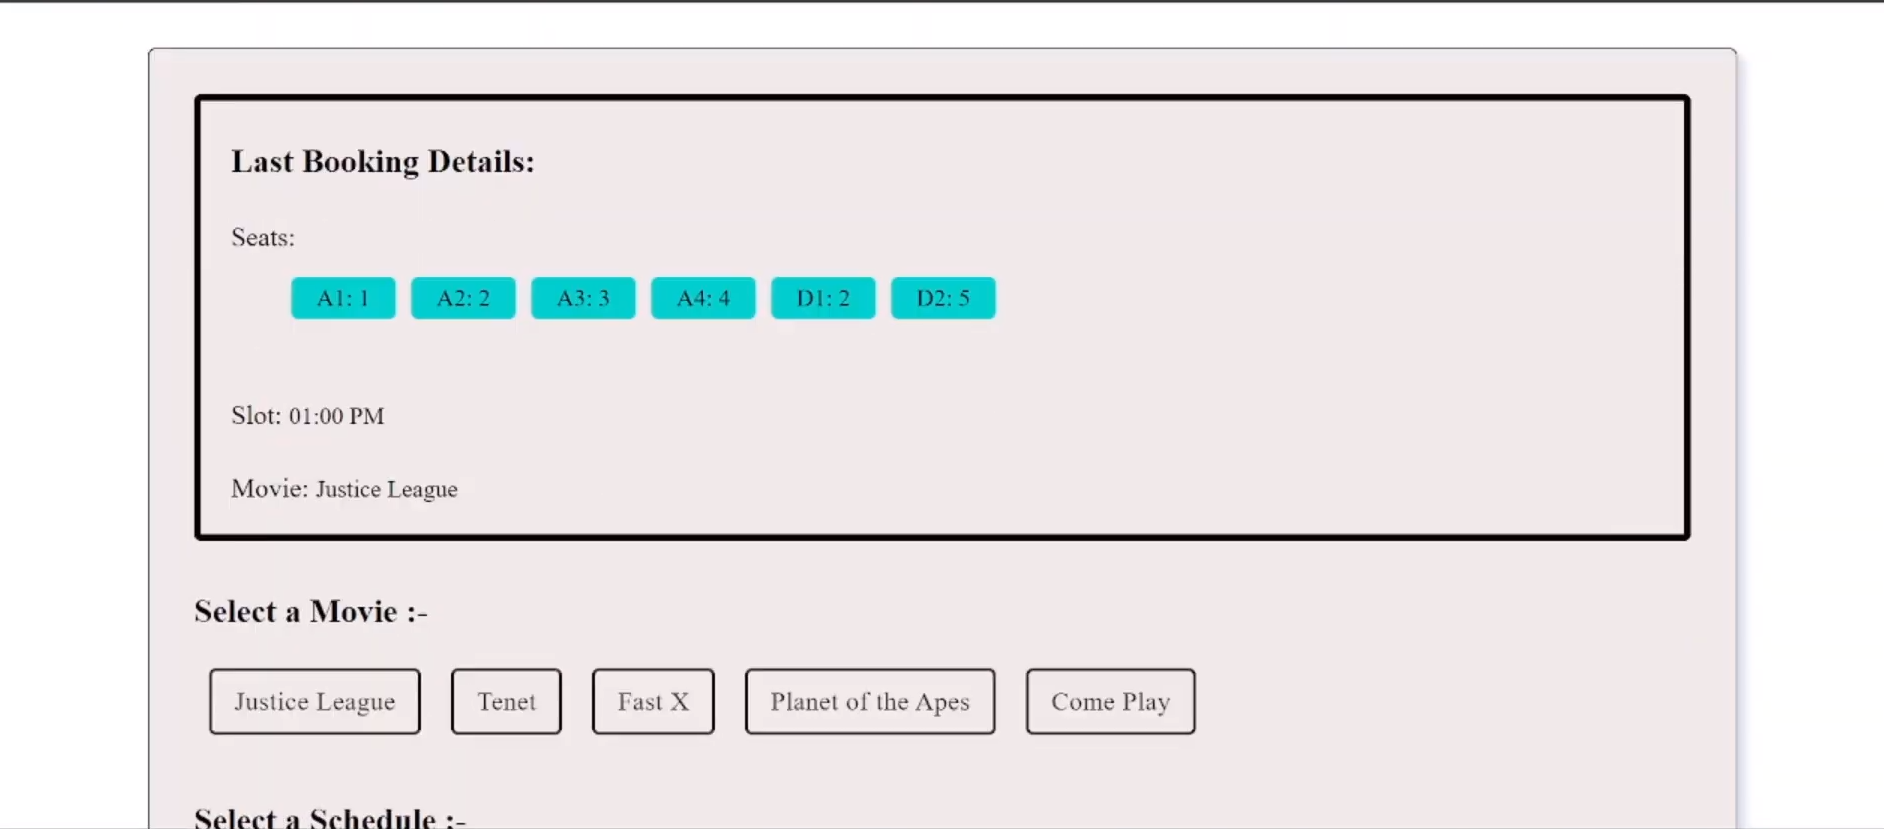 Last Booking Details:
Seats:
A1: 1 A2: 2 A3: 3 A4: 4 D1: 2 D2: 5
Slot: 01:00 PM
Movie: Justice League
Select a Movie :-
Justice League Tenet Fast X Planet of the Apes Come Play
Select a Schedule :-